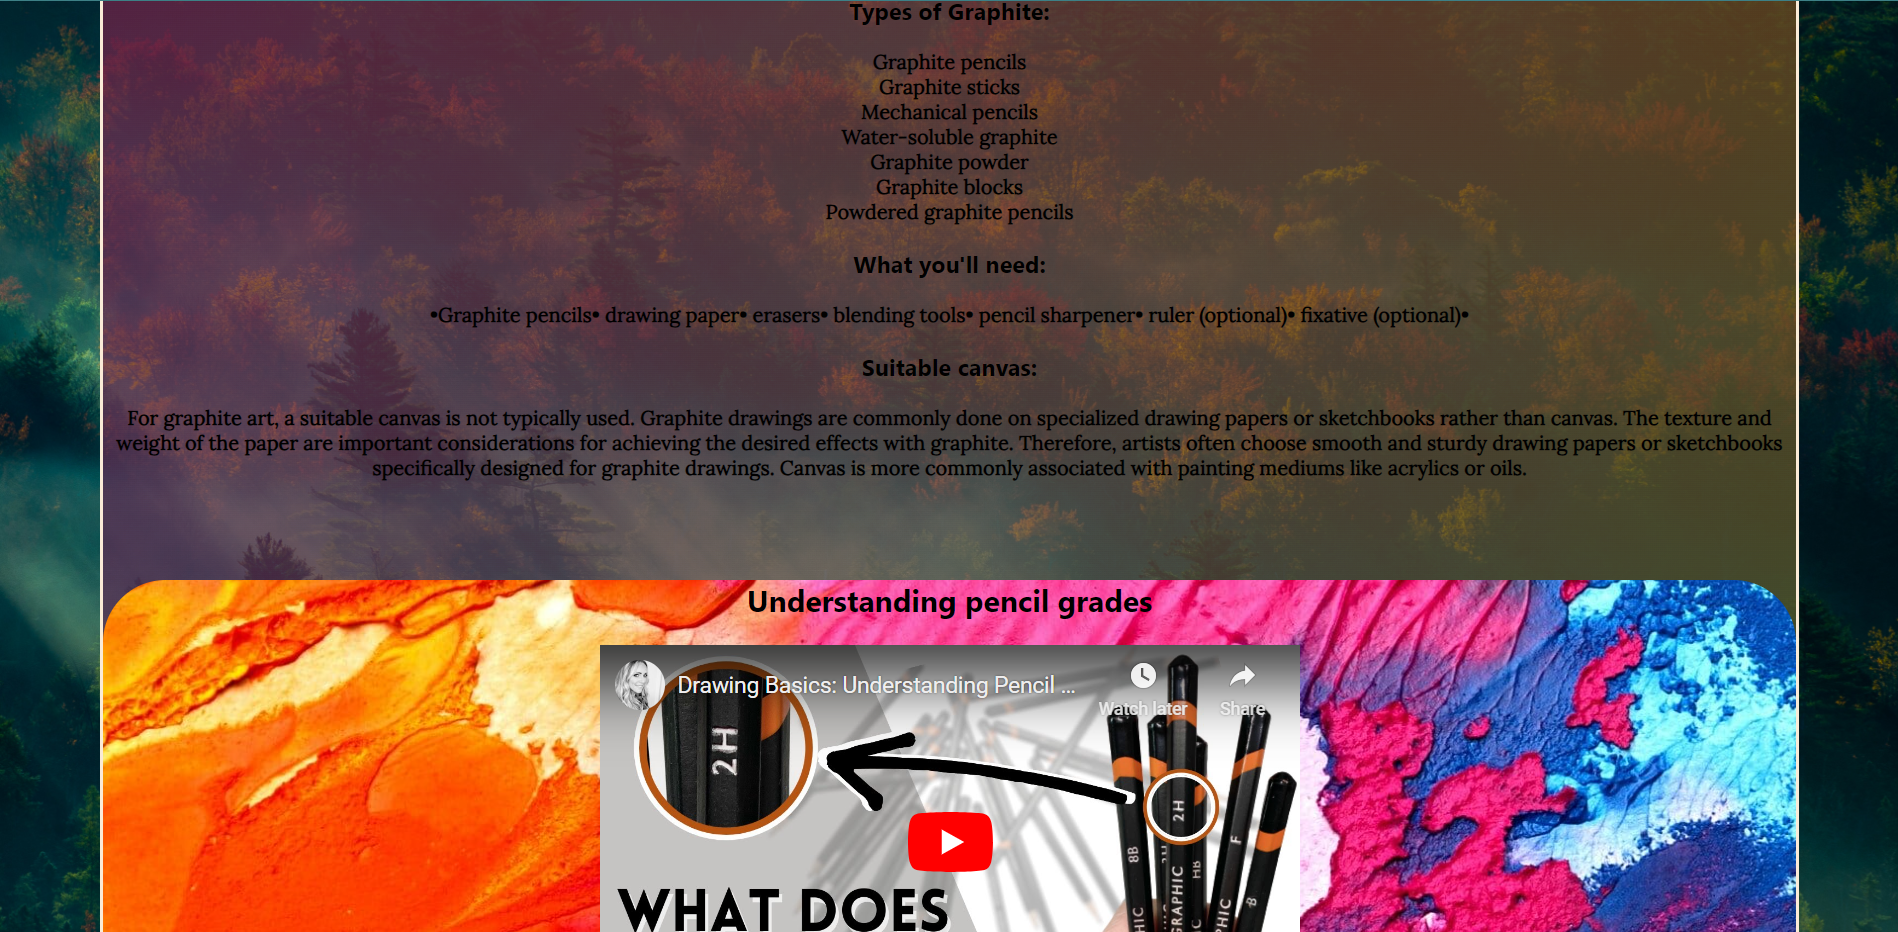 Types of Graphite:
Graphite pencils
Graphite sticks
Mechanical pencils
Water-soluble graphite
Graphite powder
Graphite blocks
Powdered graphite pencils
What you'll need:
•Graphite pencils• drawing paper• erasers• blending tools• pencil sharpener• ruler (optional)• fixative (optional)•
Suitable canvas:
For graphite art, a suitable canvas is not typically used. Graphite drawings are commonly done on specialized drawing papers or sketchbooks rather than canvas. The texture and
weight of the paper are important considerations for achieving the desired effects with graphite. Therefore, artists often choose smooth and sturdy drawing papers or sketchbooks
specifically designed for graphite drawings. Canvas is more commonly associated with painting mediums like acrylics or oils.
Understanding pencil grades
Drawing Basics: Understanding Pencil ...
Watch later
Share
2H
2H
8B
HB
F
B
GRAPHIC
PHIC
HIC
WHAT DOES